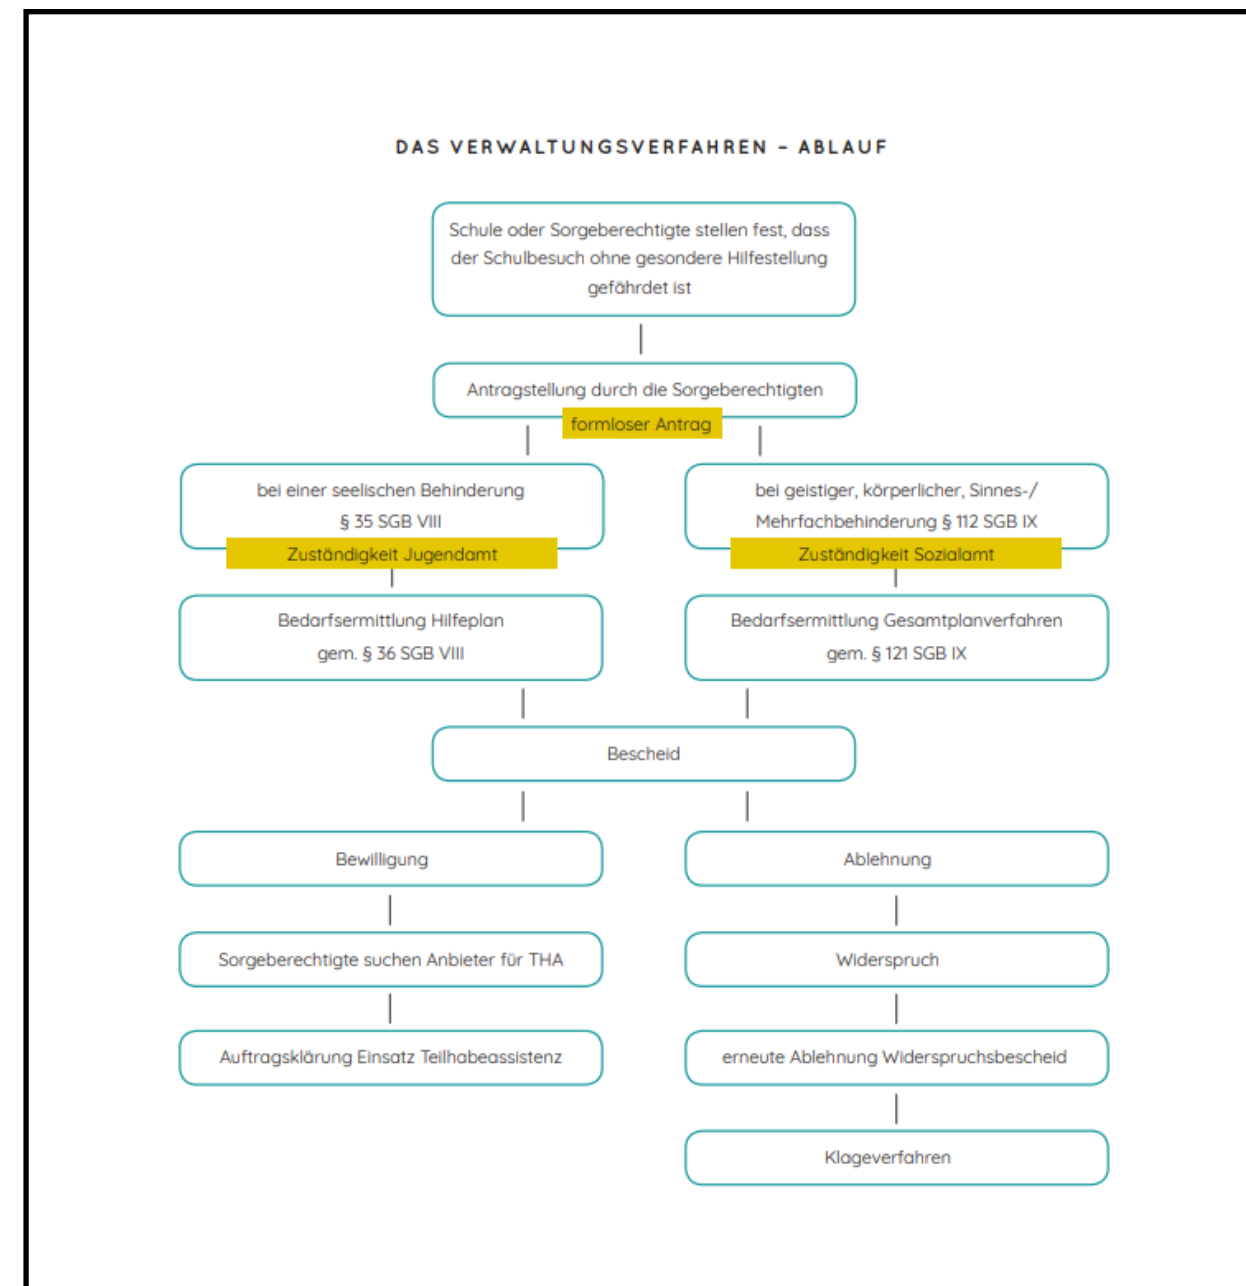 DAS VERWALTUNGSVERFAHREN – ABLAUF
Schule oder Sorgeberechtigte stellen fest, dass
der Schulbesuch ohne gesondere Hilfestellung
gefährdet ist
Antragstellung durch die Sorgeberechtigten
formloser Antrag
bei einer seelischen Behinderung
§ 35 SGB VIII
Zuständigkeit Jugendamt
bei geistiger, körperlicher, Sinnes-/
Mehrfachbehinderung § 112 SGB IX
Zuständigkeit Sozialamt
Bedarfsermittlung Hilfeplan
gem. § 36 SGB VIII
Bedarfsermittlung Gesamtplanverfahren
gem. § 121 SGB IX
Bescheid
Bewilligung
Ablehnung
Sorgeberechtigte suchen Anbieter für THA
Widerspruch
Auftragsklärung Einsatz Teilhabeassistenz
erneute Ablehnung Widerspruchsbescheid
Klageverfahren